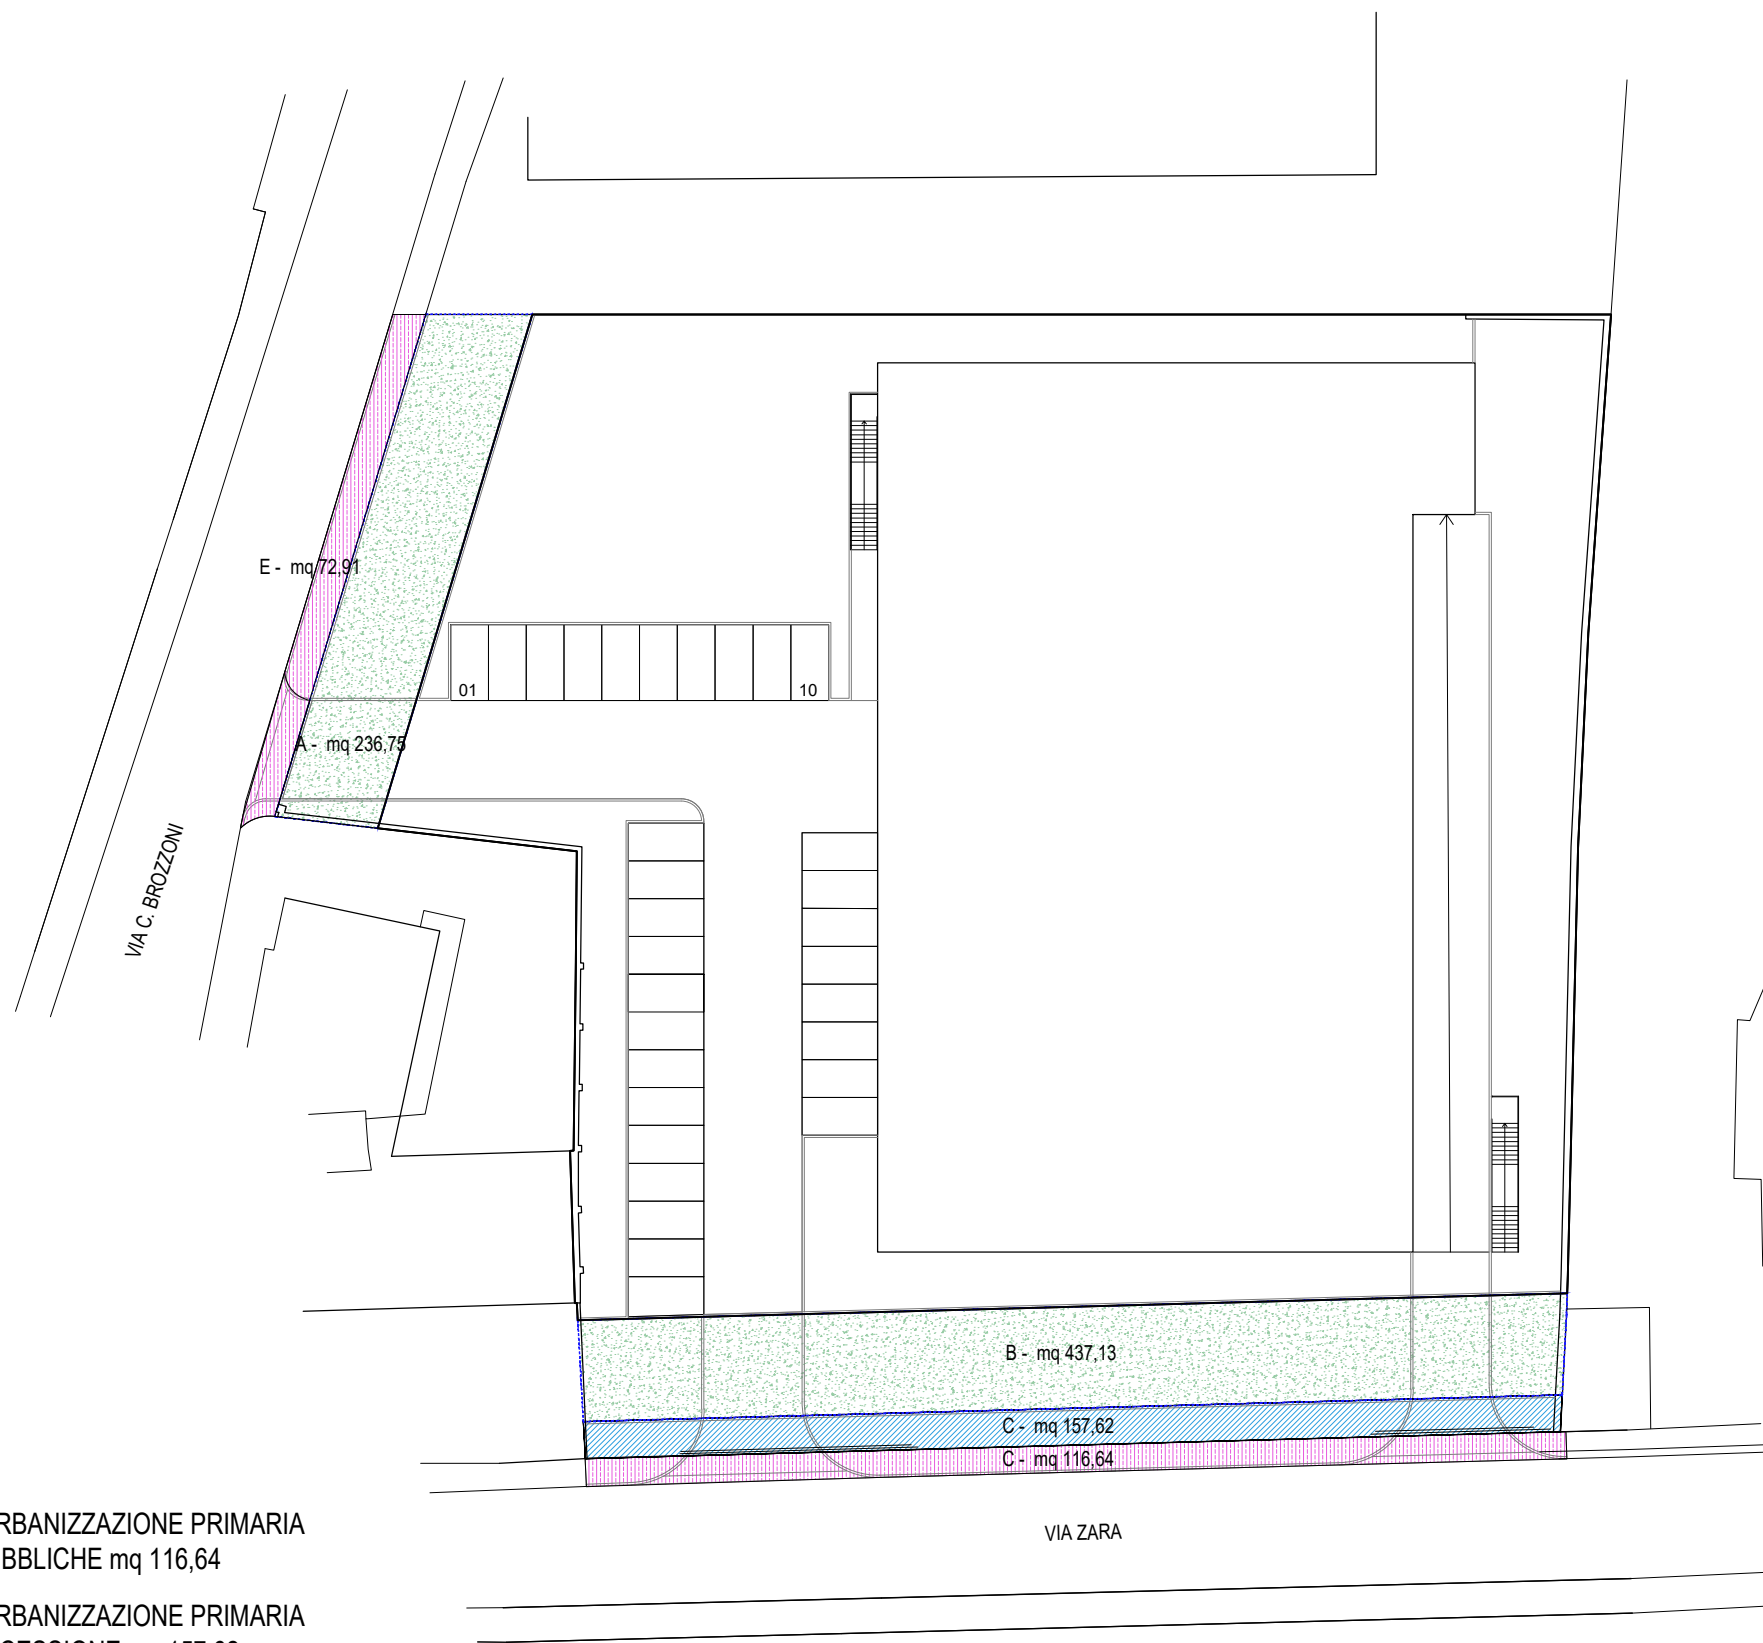 E - mq 72,91
01
10
A - mq 236,75
VIA C. BROZZONI
B - mq 437,13
C - mq 157,62
C - mq 116,64
VIA ZARA
RBANIZZAZIONE PRIMARIA
BBLICHE mq 116,64
RBANIZZAZIONE PRIMARIA